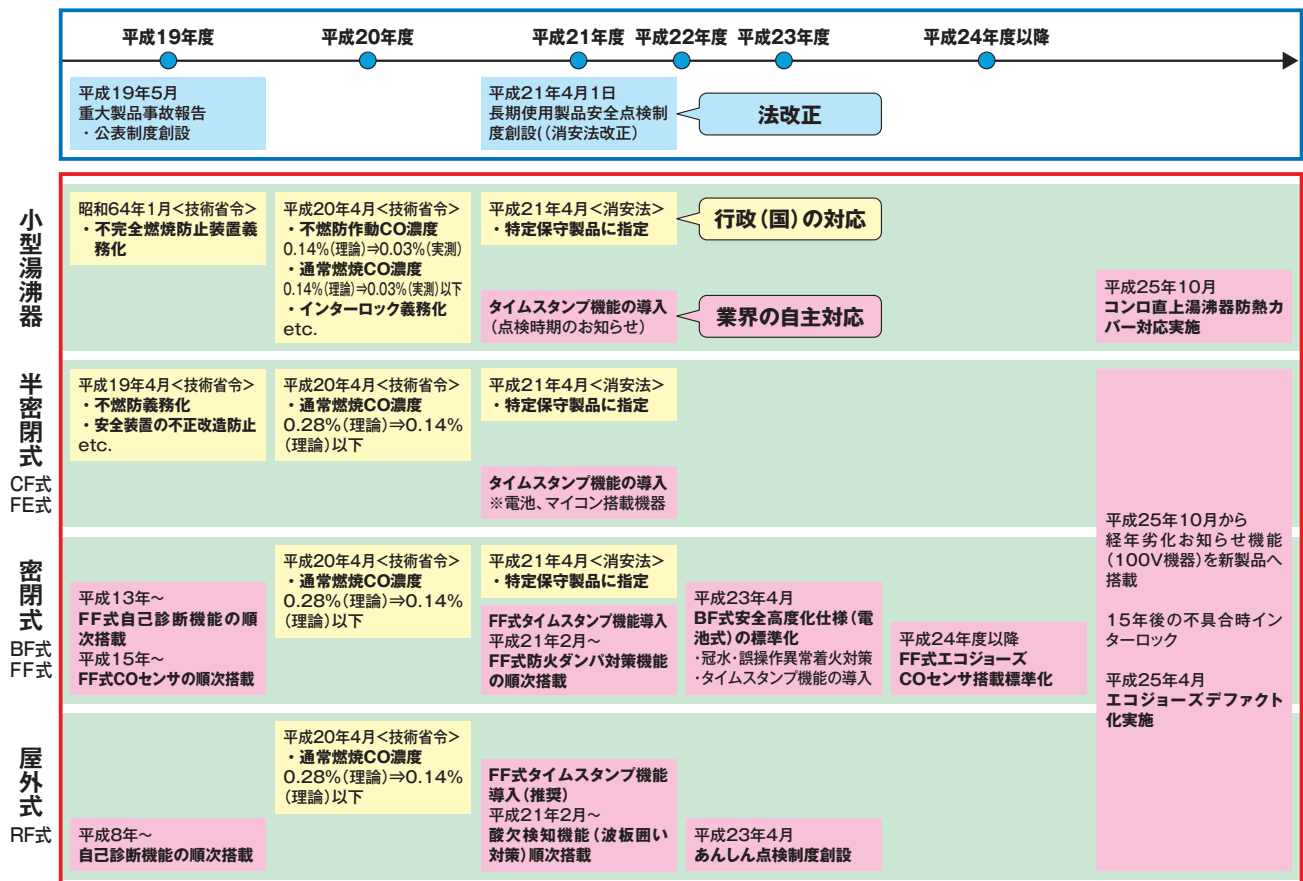 平成19年度
平成20年度
平成21年度
平成22年度
平成23年度
平成24年度以降
平成19年5月
重大製品事故報告
・公表制度創設
平成21年4月1日
長期使用製品安全点検制
度創設((消安法改正)
法改正
小型湯沸器
昭和64年1月<技術省令>
・不完全燃焼防止装置義
務化
平成20年4月<技術省令>
・不燃防作動CO濃度
0.14%(理論)⇒0.03%(実測)
・通常燃焼CO濃度
0.14%(理論)⇒0.03%(実測)以下
・インターロック義務化
etc.
平成21年4月<消安法>
・特定保守製品に指定
行政(国)の対応
タイムスタンプ機能の導入
(点検時期のお知らせ)
業界の自主対応
平成25年10月
コンロ直上湯沸器防熱カ
バー対応実施
半密閉式
CF式
FE式
平成19年4月<技術省令>
・不燃防義務化
・安全装置の不正改造防止
etc.
平成20年4月<技術省令>
・通常燃焼CO濃度
0.28%(理論)⇒0.14%
(理論)以下
平成21年4月<消安法>
・特定保守製品に指定
タイムスタンプ機能の導入
※電池、マイコン搭載機器
密閉式
BF式
FF式
平成13年~
FF式自己診断機能の順
次搭載
平成15年~
FF式COセンサの順次搭載
平成20年4月<技術省令>
・通常燃焼CO濃度
0.28%(理論)⇒0.14%
(理論)以下
平成21年4月<消安法>
・特定保守製品に指定
FF式タイムスタンプ機能導入
平成21年2月~
FF式防火ダンパ対策機能
の順次搭載
平成23年4月
BF式安全高度化仕様(電
池式)の標準化
・冠水・誤操作異常着火対策
・タイムスタンプ機能の導入
平成24年度以降
FF式エコジョーズ
COセンサ搭載標準化
平成25年10月から
経年劣化お知らせ機能
(100V機器)を新製品へ
搭載
15年後の不具合時イン
ターロック
平成25年4月
エコジョーズデファクト
化実施
屋外式
RF式
平成8年~
自己診断機能の順次搭載
平成20年4月<技術省令>
・通常燃焼CO濃度
0.28%(理論)⇒0.14%
(理論)以下
FF式タイムスタンプ機能
導入(推奨)
平成21年2月~
酸欠検知機能(波板囲い
対策)順次搭載
平成23年4月
あんしん点検制度創設